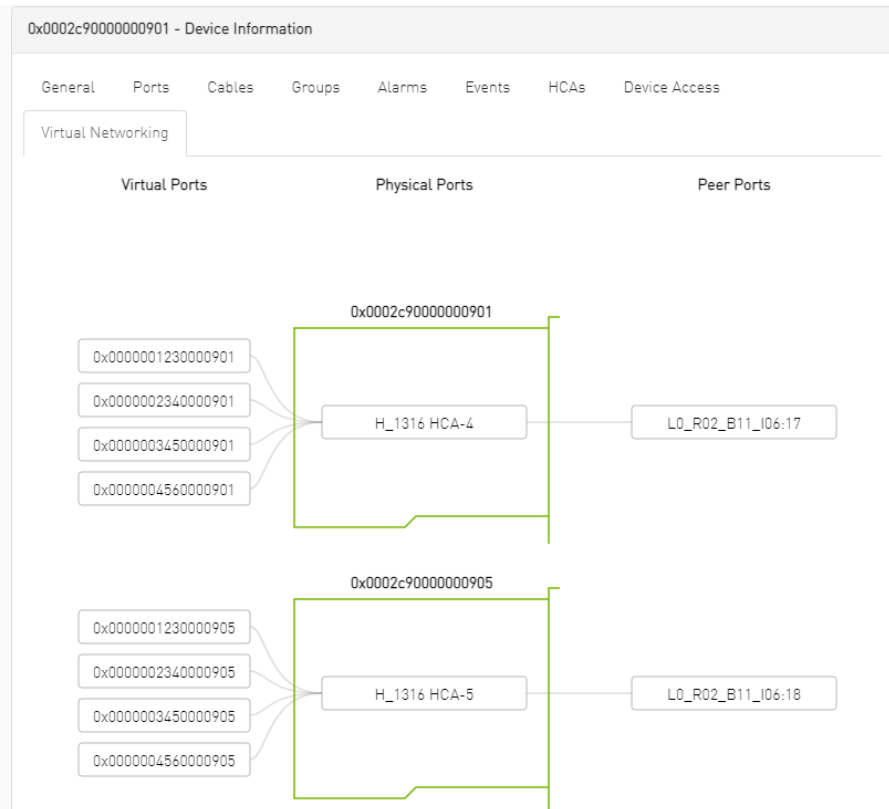 0x0002c90000000901 - Device Information
General Ports Cables Groups Alarms Events HCAs Device Access
Virtual Networking
Virtual Ports Physical Ports Peer Ports
0x0002c90000000901
0x0000001230000901
0x0000002340000901
H_1316 HCA-4 L0_R02_B11_I06:17
0x0000003450000901
0x0000004560000901
0x0002c90000000905
0x0000001230000905
0x0000002340000905
H_1316 HCA-5 L0_R02_B11_I06:18
0x0000003450000905
0x0000004560000905